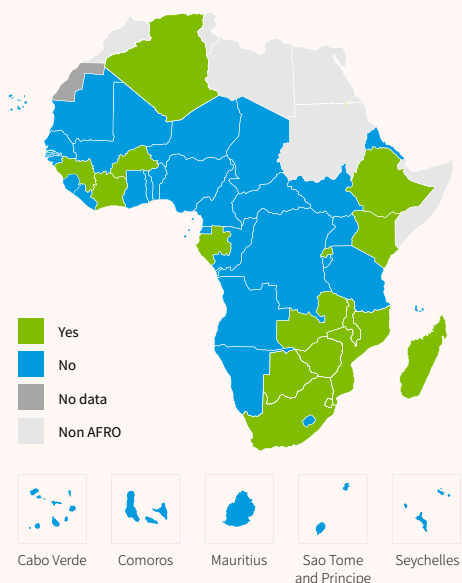 Yes
No
No data
Non AFRO
Cabo Verde
Comoros
Mauritius
Sao Tome
and Principe
Seychelles